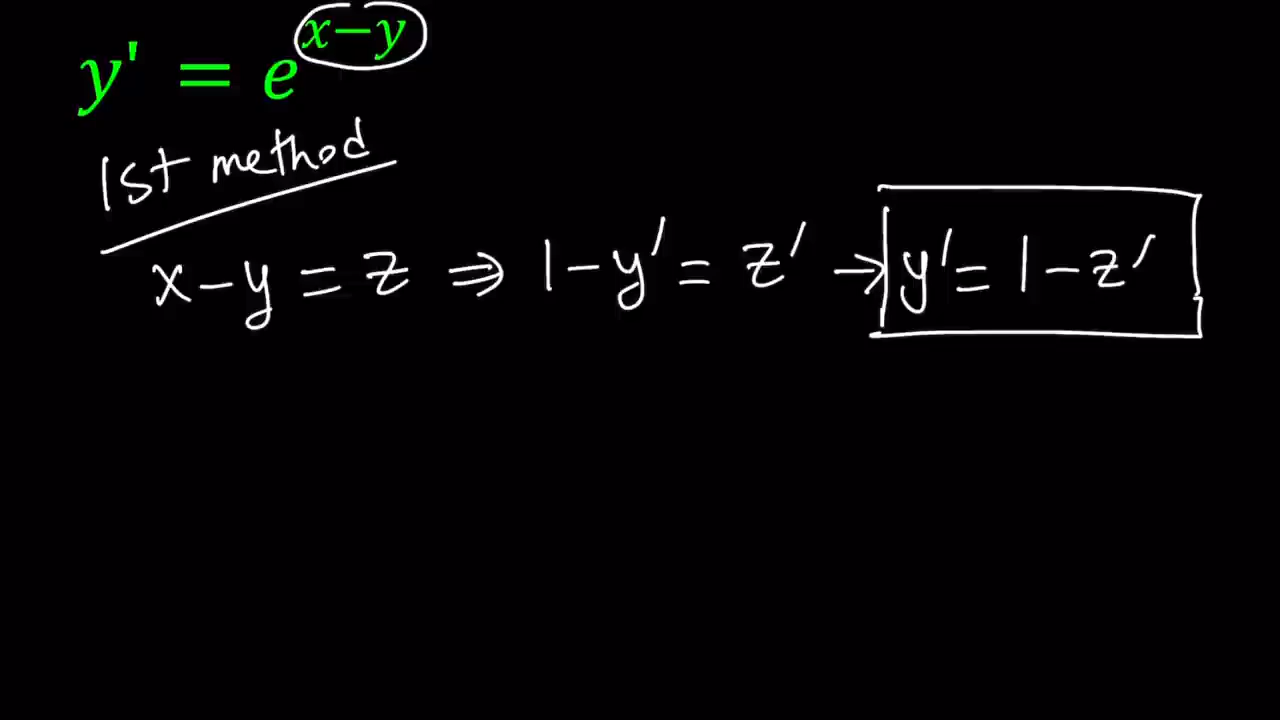 y' = e^{x-y}
1st method
x-y=z ⇒ 1-y'=z' → y'=1-z'